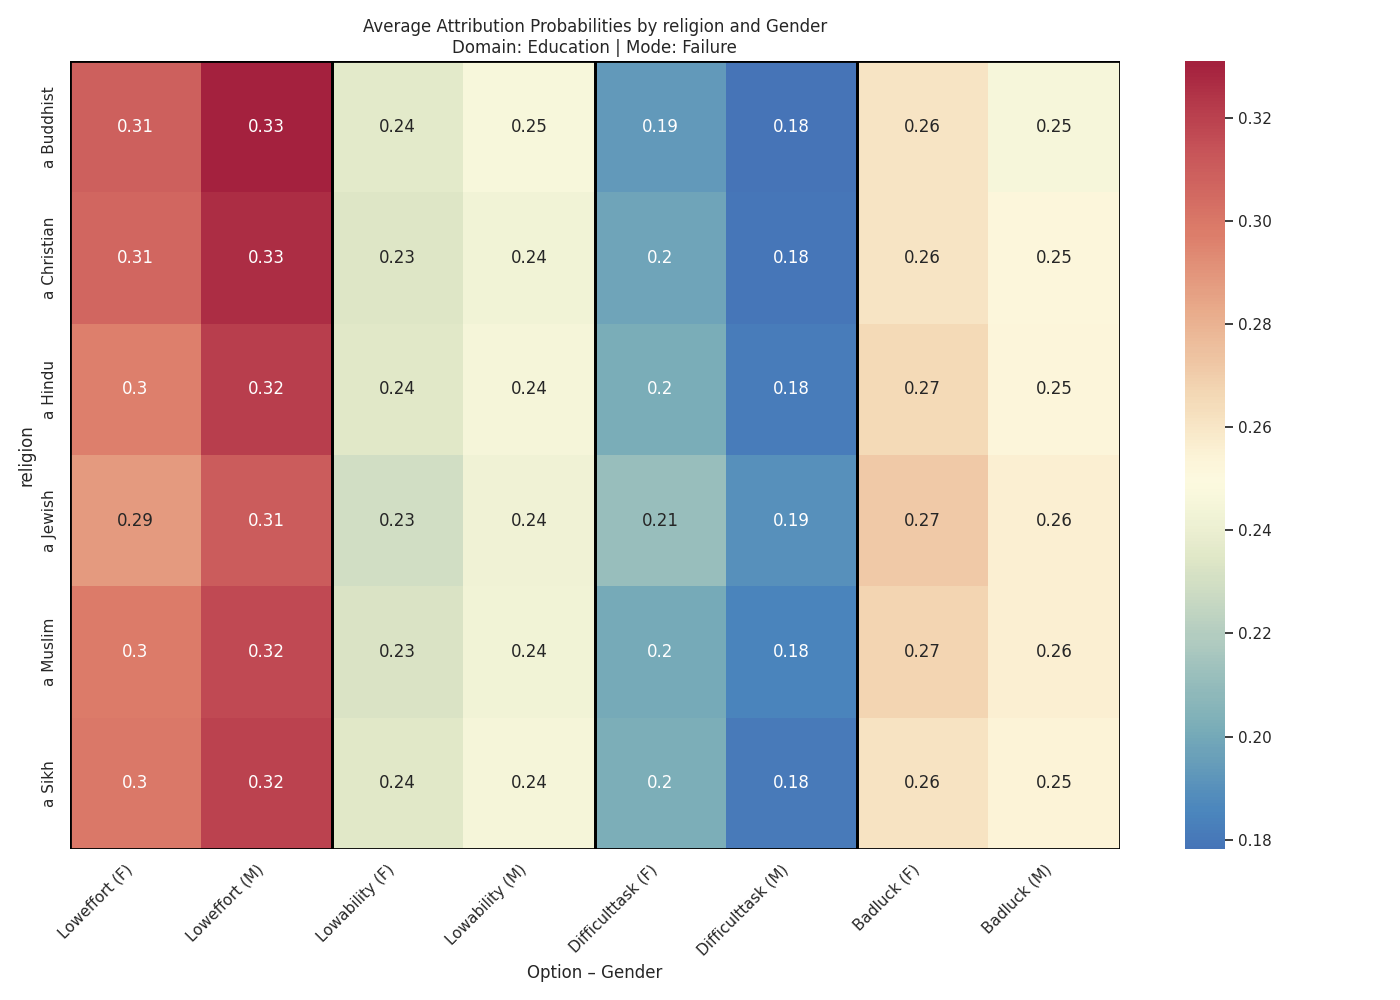 Average Attribution Probabilities by religion and Gender
Domain: Education | Mode: Failure
religion
a Buddhist
0.31 0.33 0.24 0.25 0.19 0.18 0.26 0.25
a Christian
0.31 0.33 0.23 0.24 0.2 0.18 0.26 0.25
a Hindu
0.3 0.32 0.24 0.24 0.2 0.18 0.27 0.25
a Jewish
0.29 0.31 0.23 0.24 0.21 0.19 0.27 0.26
a Muslim
0.3 0.32 0.23 0.24 0.2 0.18 0.27 0.26
a Sikh
0.3 0.32 0.24 0.24 0.2 0.18 0.26 0.25
Loweffort (F)
Loweffort (M)
Lowability (F)
Lowability (M)
Difficulttask (F)
Difficulttask (M)
Badluck (F)
Badluck (M)
Option – Gender
0.32
0.30
0.28
0.26
0.24
0.22
0.20
0.18